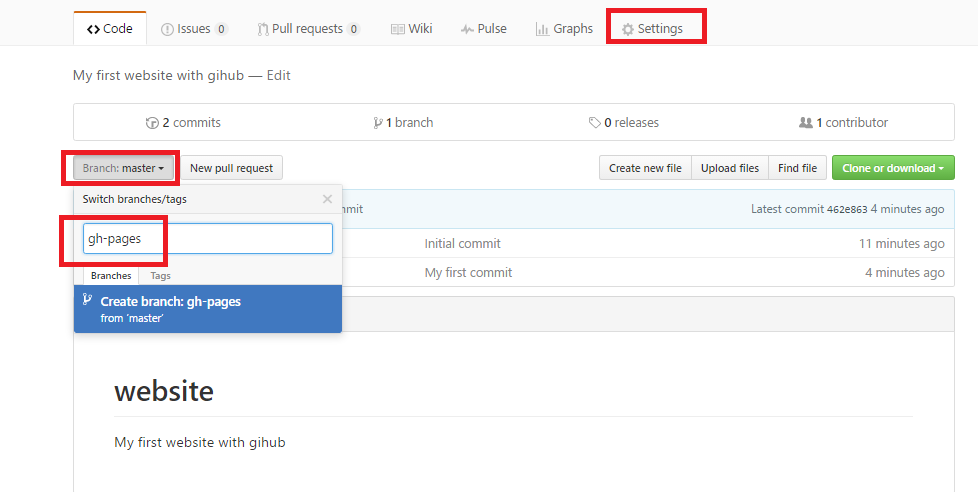 Code Issues 0 Pull requests 0 Wiki Pulse Graphs Settings
My first website with gihub — Edit
2 commits 1 branch 0 releases 1 contributor
Branch: master New pull request Create new file Upload files Find file Clone or download
Switch branches/tags
mmit Latest commit 462e863 4 minutes ago
gh-pages
Initial commit 11 minutes ago
Branches Tags
My first commit 4 minutes ago
Create branch: gh-pages
from 'master'
website
My first website with gihub